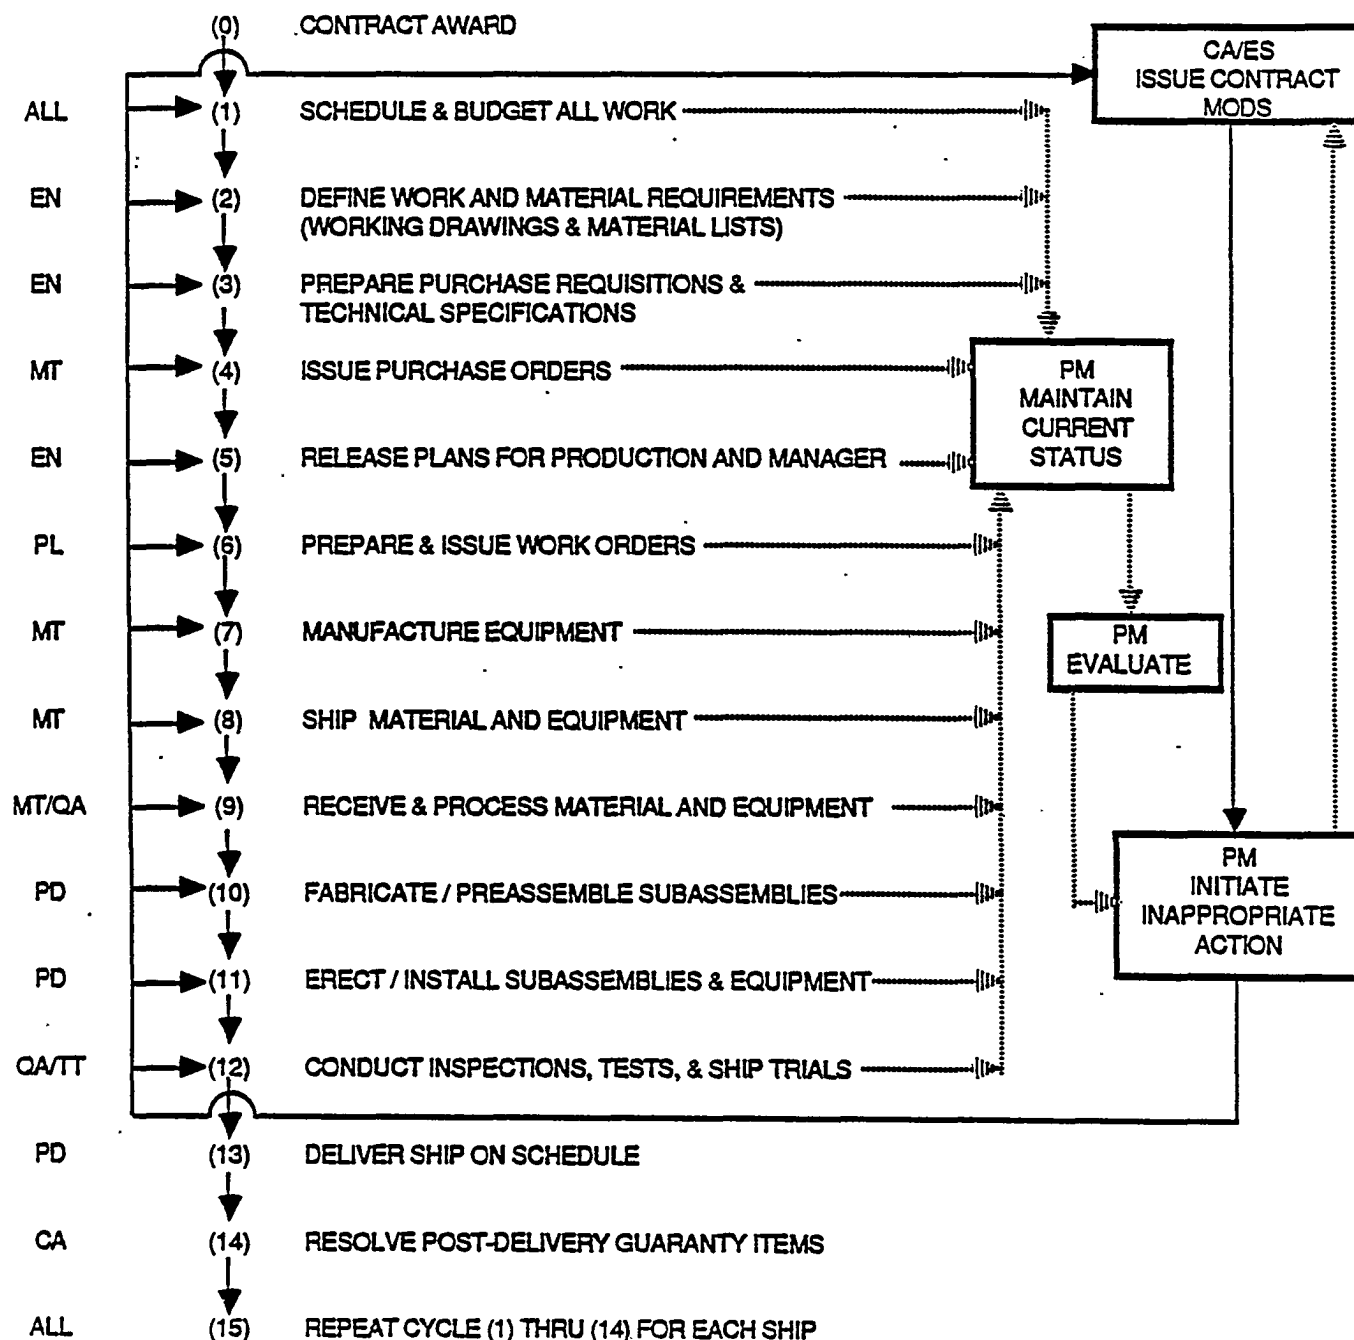 (0) CONTRACT AWARD
CA/ES
ISSUE CONTRACT
MODS
ALL (1) SCHEDULE & BUDGET ALL WORK
EN (2) DEFINE WORK AND MATERIAL REQUIREMENTS
(WORKING DRAWINGS & MATERIAL LISTS)
EN (3) PREPARE PURCHASE REQUISITIONS &
TECHNICAL SPECIFICATIONS
MT (4) ISSUE PURCHASE ORDERS
PM
MAINTAIN
CURRENT
STATUS
EN (5) RELEASE PLANS FOR PRODUCTION AND MANAGER
PL (6) PREPARE & ISSUE WORK ORDERS
MT (7) MANUFACTURE EQUIPMENT
PM
EVALUATE
MT (8) SHIP MATERIAL AND EQUIPMENT
MT/QA (9) RECEIVE & PROCESS MATERIAL AND EQUIPMENT
PD (10) FABRICATE / PREASSEMBLE SUBASSEMBLIES
PM
INITIATE
INAPPROPRIATE
ACTION
PD (11) ERECT / INSTALL SUBASSEMBLIES & EQUIPMENT
QA/TT (12) CONDUCT INSPECTIONS, TESTS, & SHIP TRIALS
PD (13) DELIVER SHIP ON SCHEDULE
CA (14) RESOLVE POST-DELIVERY GUARANTY ITEMS
ALL (15) REPEAT CYCLE (1) THRU (14) FOR EACH SHIP